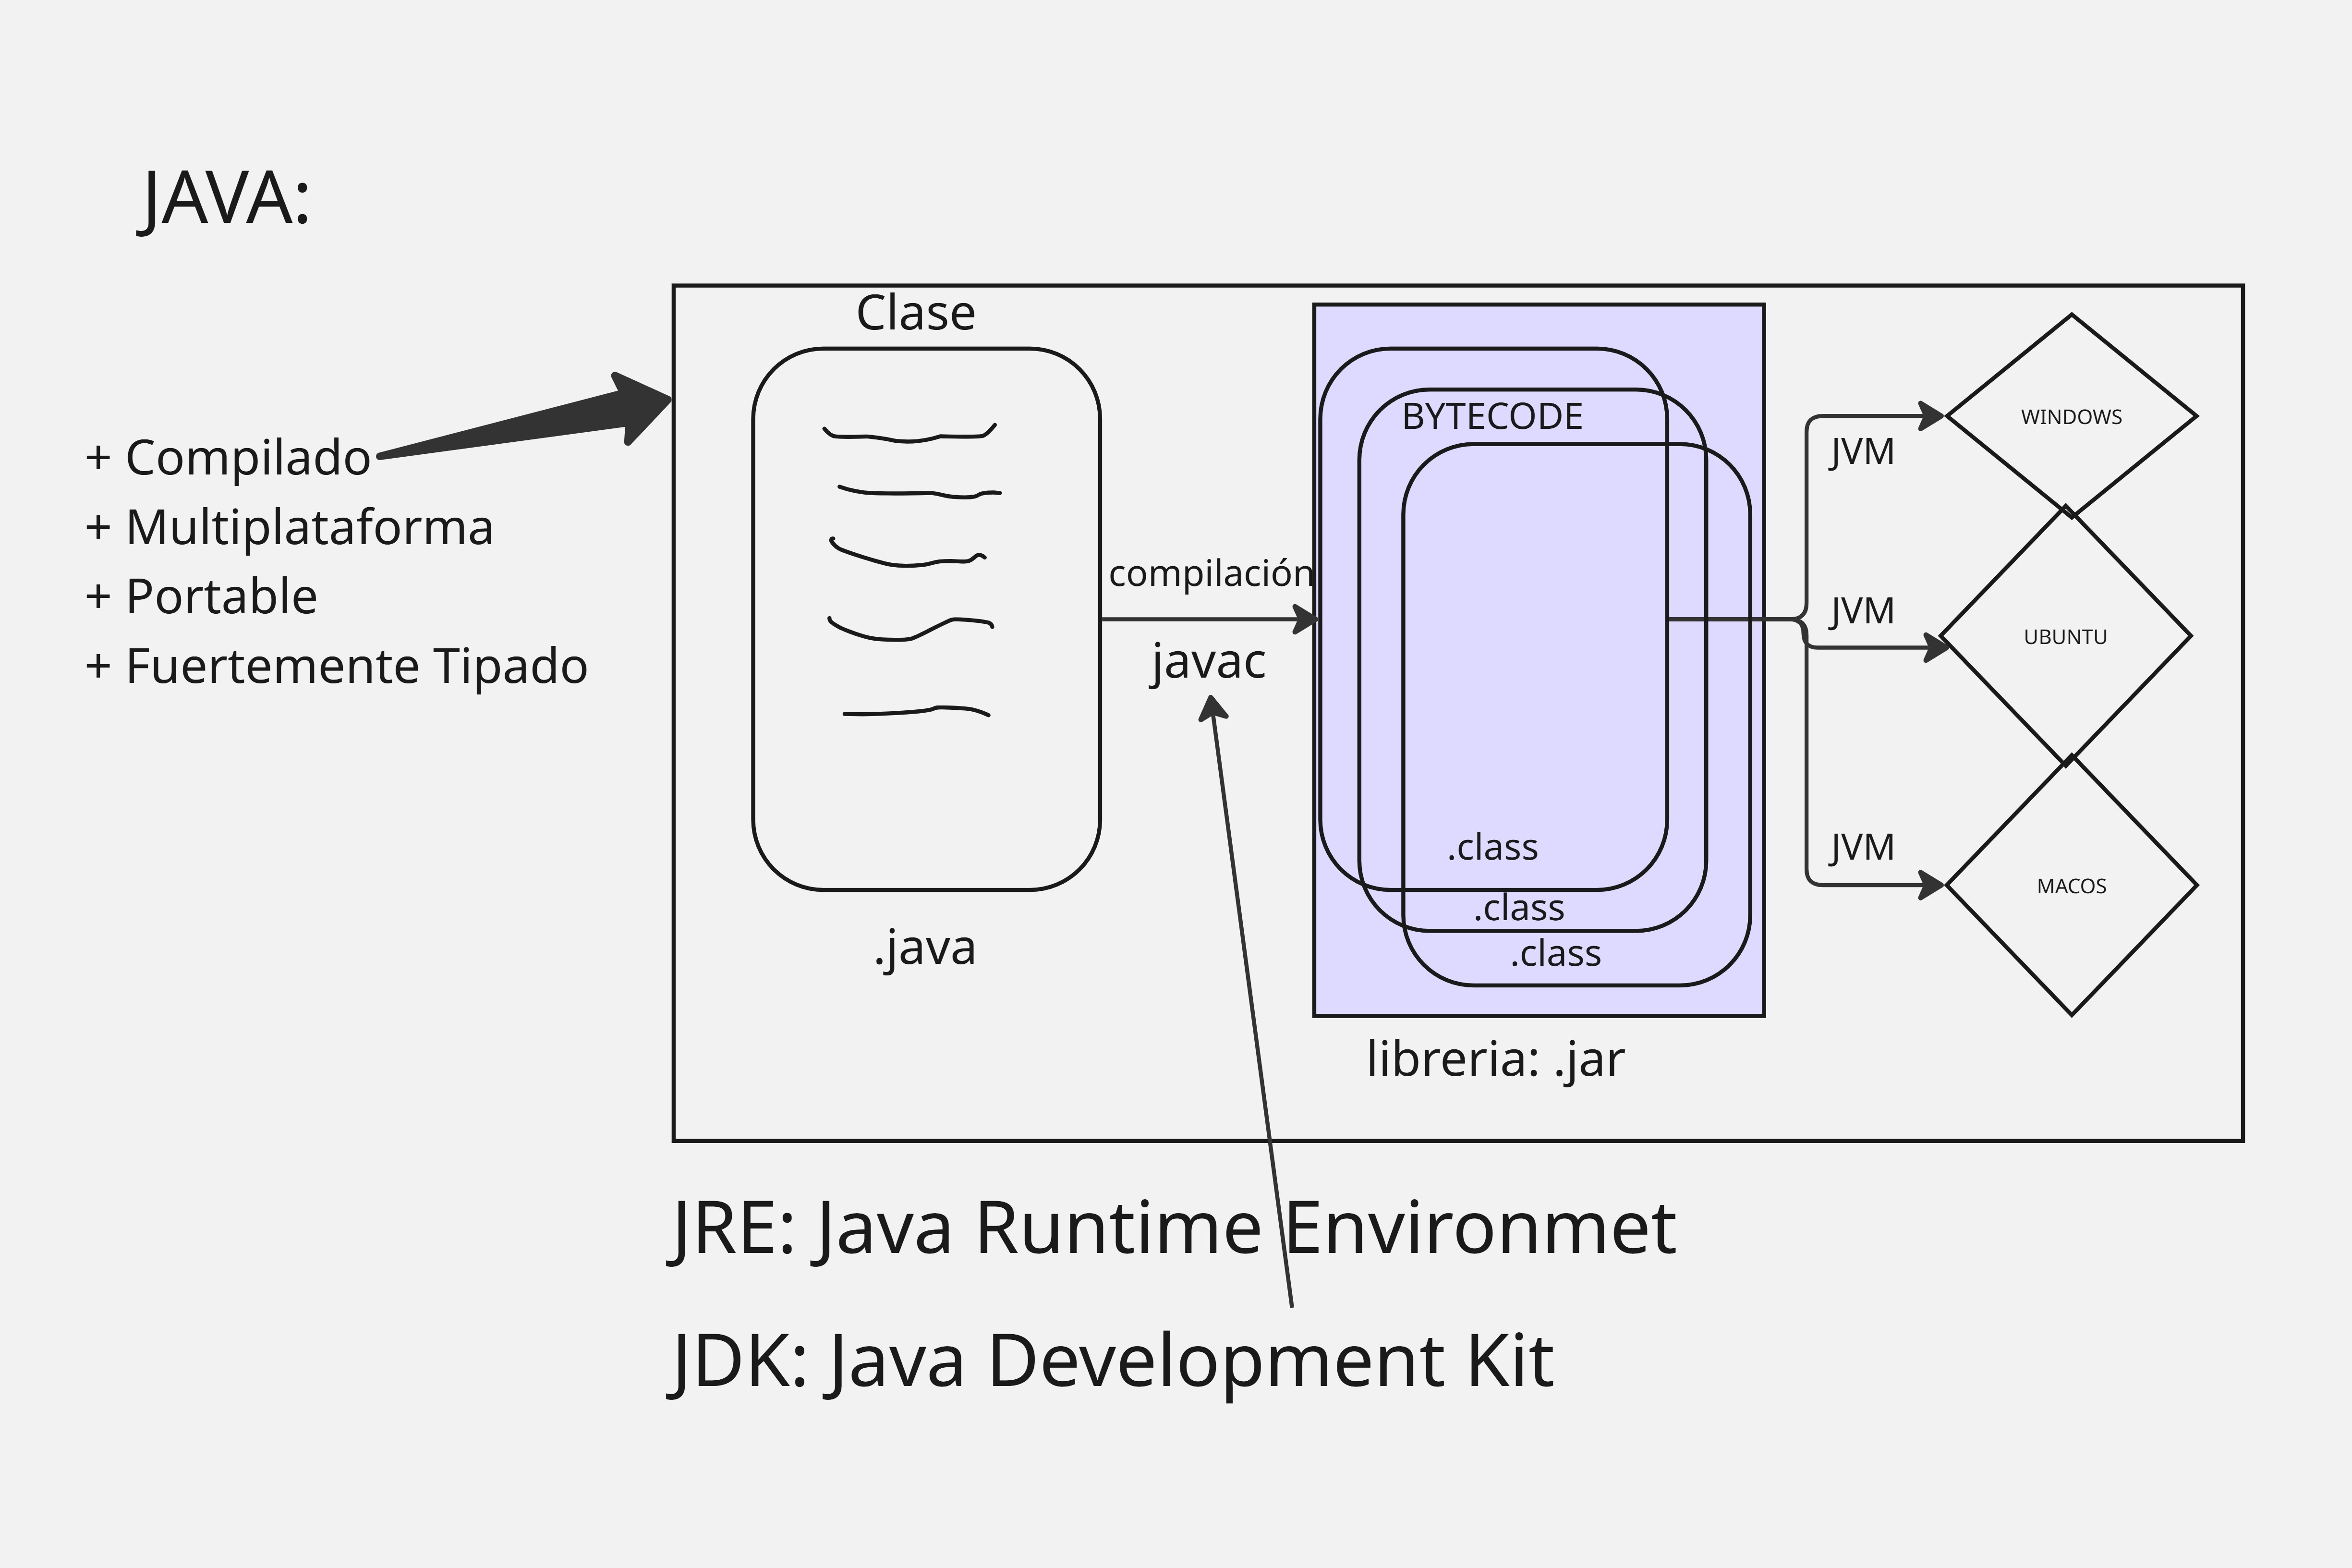 JAVA:
+ Compilado
+ Multiplataforma
+ Portable
+ Fuertemente Tipado
Clase
.java
compilación
javac
BYTECODE
.class
.class
.class
libreria: .jar
JVM
WINDOWS
JVM
UBUNTU
JVM
MACOS
JRE: Java Runtime Environmet
JDK: Java Development Kit